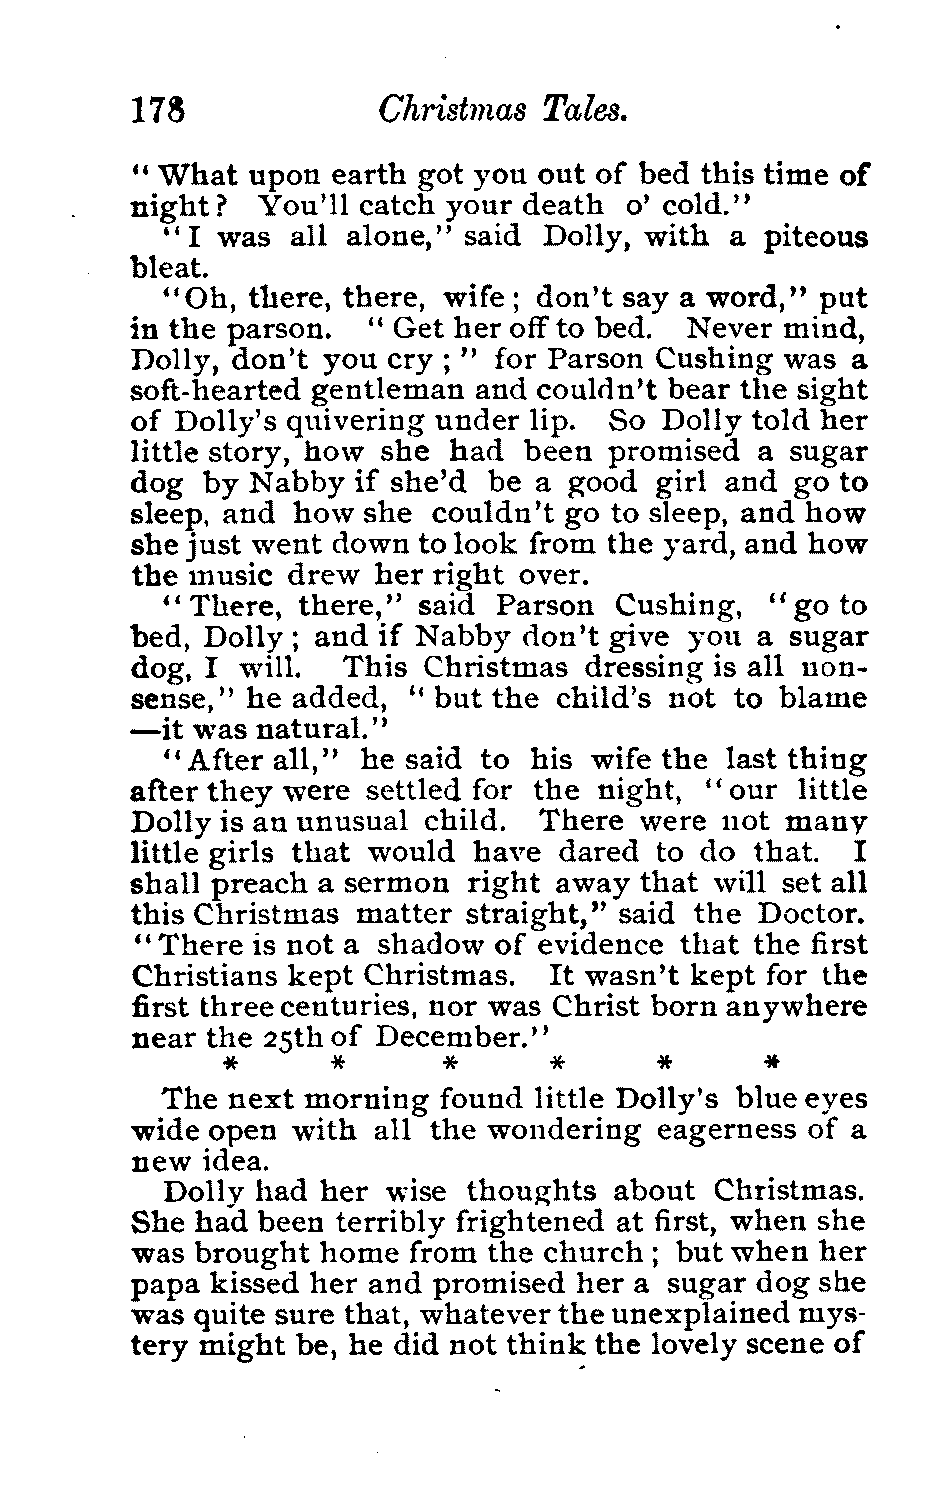 178 Christmas Tales.
"What upon earth got you out of bed this time of
night? You'll catch your death o' cold."
"I was all alone," said Dolly, with a piteous
bleat.
"Oh, there, there, wife; don't say a word," put
in the parson. "Get her off to bed. Never mind,
Dolly, don't you cry;" for Parson Cushing was a
soft-hearted gentleman and couldn't bear the sight
of Dolly's quivering under lip. So Dolly told her
little story, how she had been promised a sugar
dog by Nabby if she'd be a good girl and go to
sleep, and how she couldn't go to sleep, and how
she just went down to look from the yard, and how
the music drew her right over.
"There, there," said Parson Cushing, "go to
bed, Dolly; and if Nabby don't give you a sugar
dog, I will. This Christmas dressing is all non-
sense," he added, "but the child's not to blame
—it was natural."
"After all," he said to his wife the last thing
after they were settled for the night, "our little
Dolly is an unusual child. There were not many
little girls that would have dared to do that. I
shall preach a sermon right away that will set all
this Christmas matter straight," said the Doctor.
"There is not a shadow of evidence that the first
Christians kept Christmas. It wasn't kept for the
first three centuries, nor was Christ born anywhere
near the 25th of December."
* * * * * *
The next morning found little Dolly's blue eyes
wide open with all the wondering eagerness of a
new idea.
Dolly had her wise thoughts about Christmas.
She had been terribly frightened at first, when she
was brought home from the church; but when her
papa kissed her and promised her a sugar dog she
was quite sure that, whatever the unexplained mys-
tery might be, he did not think the lovely scene of